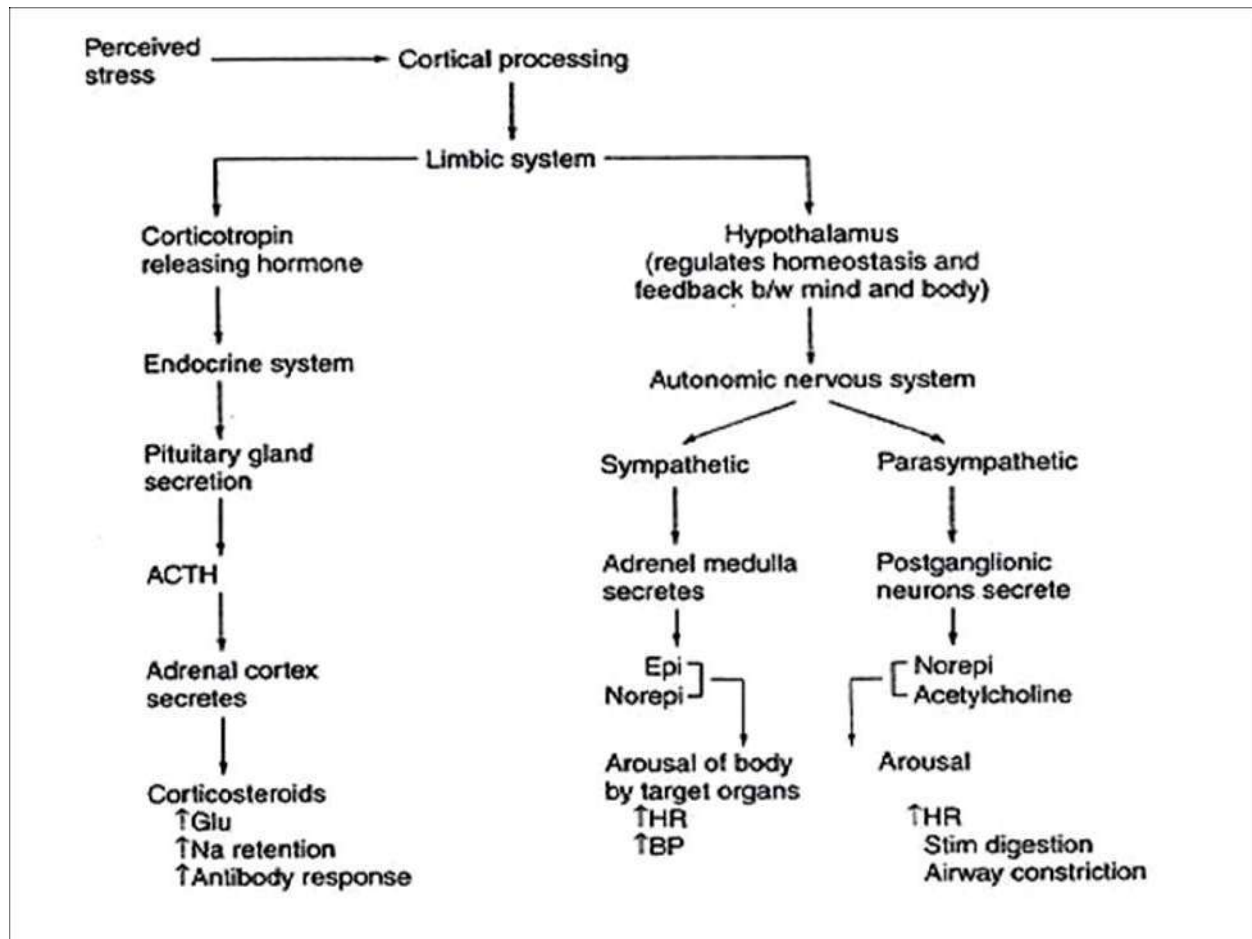 Perceived
stress
Cortical processing
Limbic system
Corticotropin
releasing hormone
Endocrine system
Pituitary gland
secretion
ACTH
Adrenal cortex
secretes
Corticosteroids
↑Glu
↑Na retention
↑Antibody response
Hypothalamus
(regulates homeostasis and
feedback b/w mind and body)
Autonomic nervous system
Sympathetic
Adrenel medulla
secretes
Epi
Norepi
Arousal of body
by target organs
↑HR
↑BP
Parasympathetic
Postganglionic
neurons secrete
Norepi
Acetylcholine
Arousal
↑HR
Stim digestion
Airway constriction